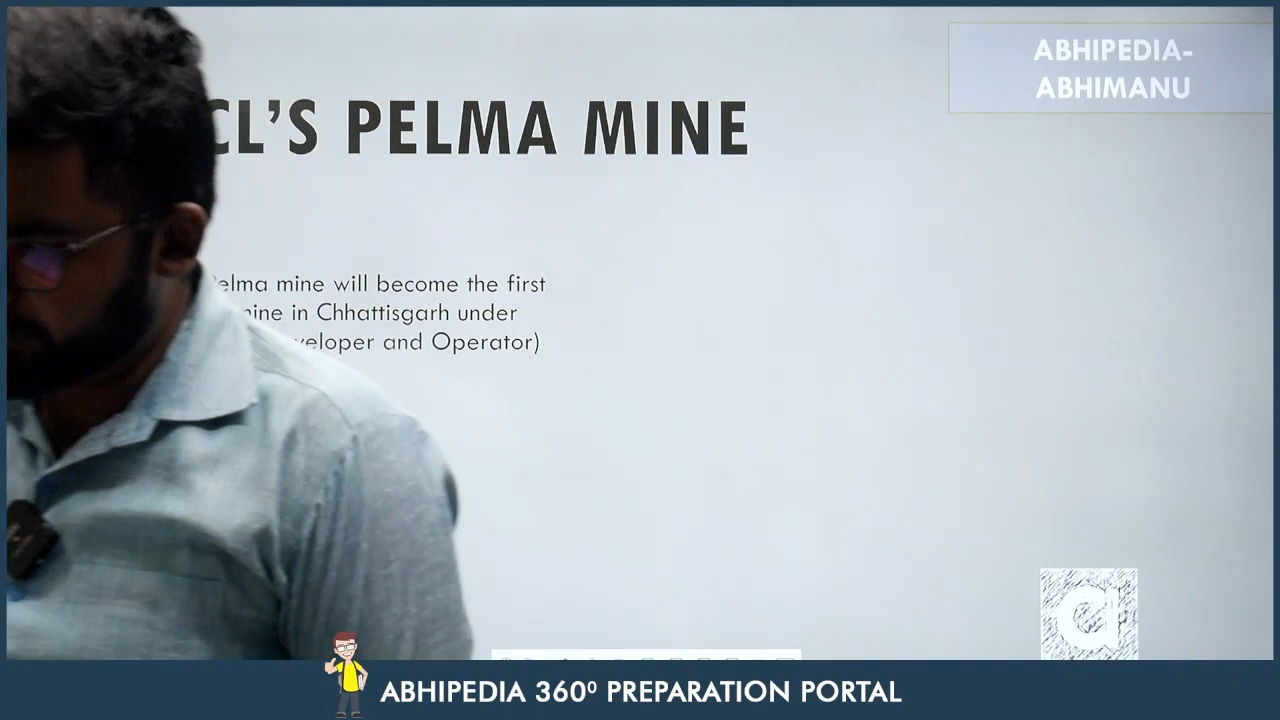 ABHIPEDIA-
ABHIMANU
CL'S PELMA MINE
elma mine will become the first
mine in Chhattisgarh under
veloper and Operator)
ABHIPEDIA 360⁰ PREPARATION PORTAL